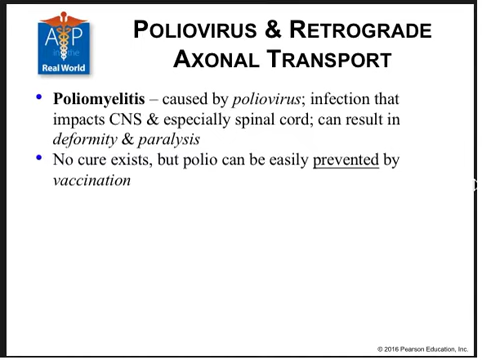 POLIOVIRUS & RETROGRADE
AXONAL TRANSPORT
A P
in the
Real World
• Poliomyelitis – caused by poliovirus; infection that
impacts CNS & especially spinal cord; can result in
deformity & paralysis
• No cure exists, but polio can be easily prevented by
vaccination
© 2016 Pearson Education, Inc.